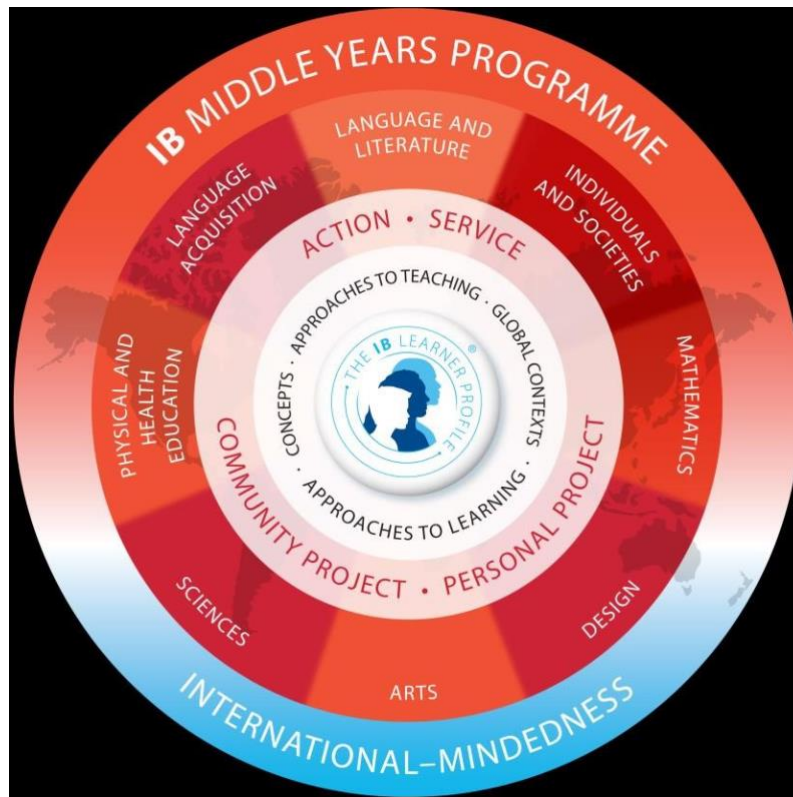 IB MIDDLE YEARS PROGRAMME
LANGUAGE AND
LITERATURE
INDIVIDUALS
AND SOCIETIES
MATHEMATICS
DESIGN
ARTS
SCIENCES
PHYSICAL AND
HEALTH
EDUCATION
LANGUAGE
ACQUISITION
ACTION • SERVICE
PERSONAL PROJECT
• COMMUNITY PROJECT
APPROACHES TO TEACHING · GLOBAL CONTEXTS ·
APPROACHES TO LEARNING ·
CONCEPTS ·
THE IB LEARNER PROFILE ®
INTERNATIONAL–MINDEDNESS